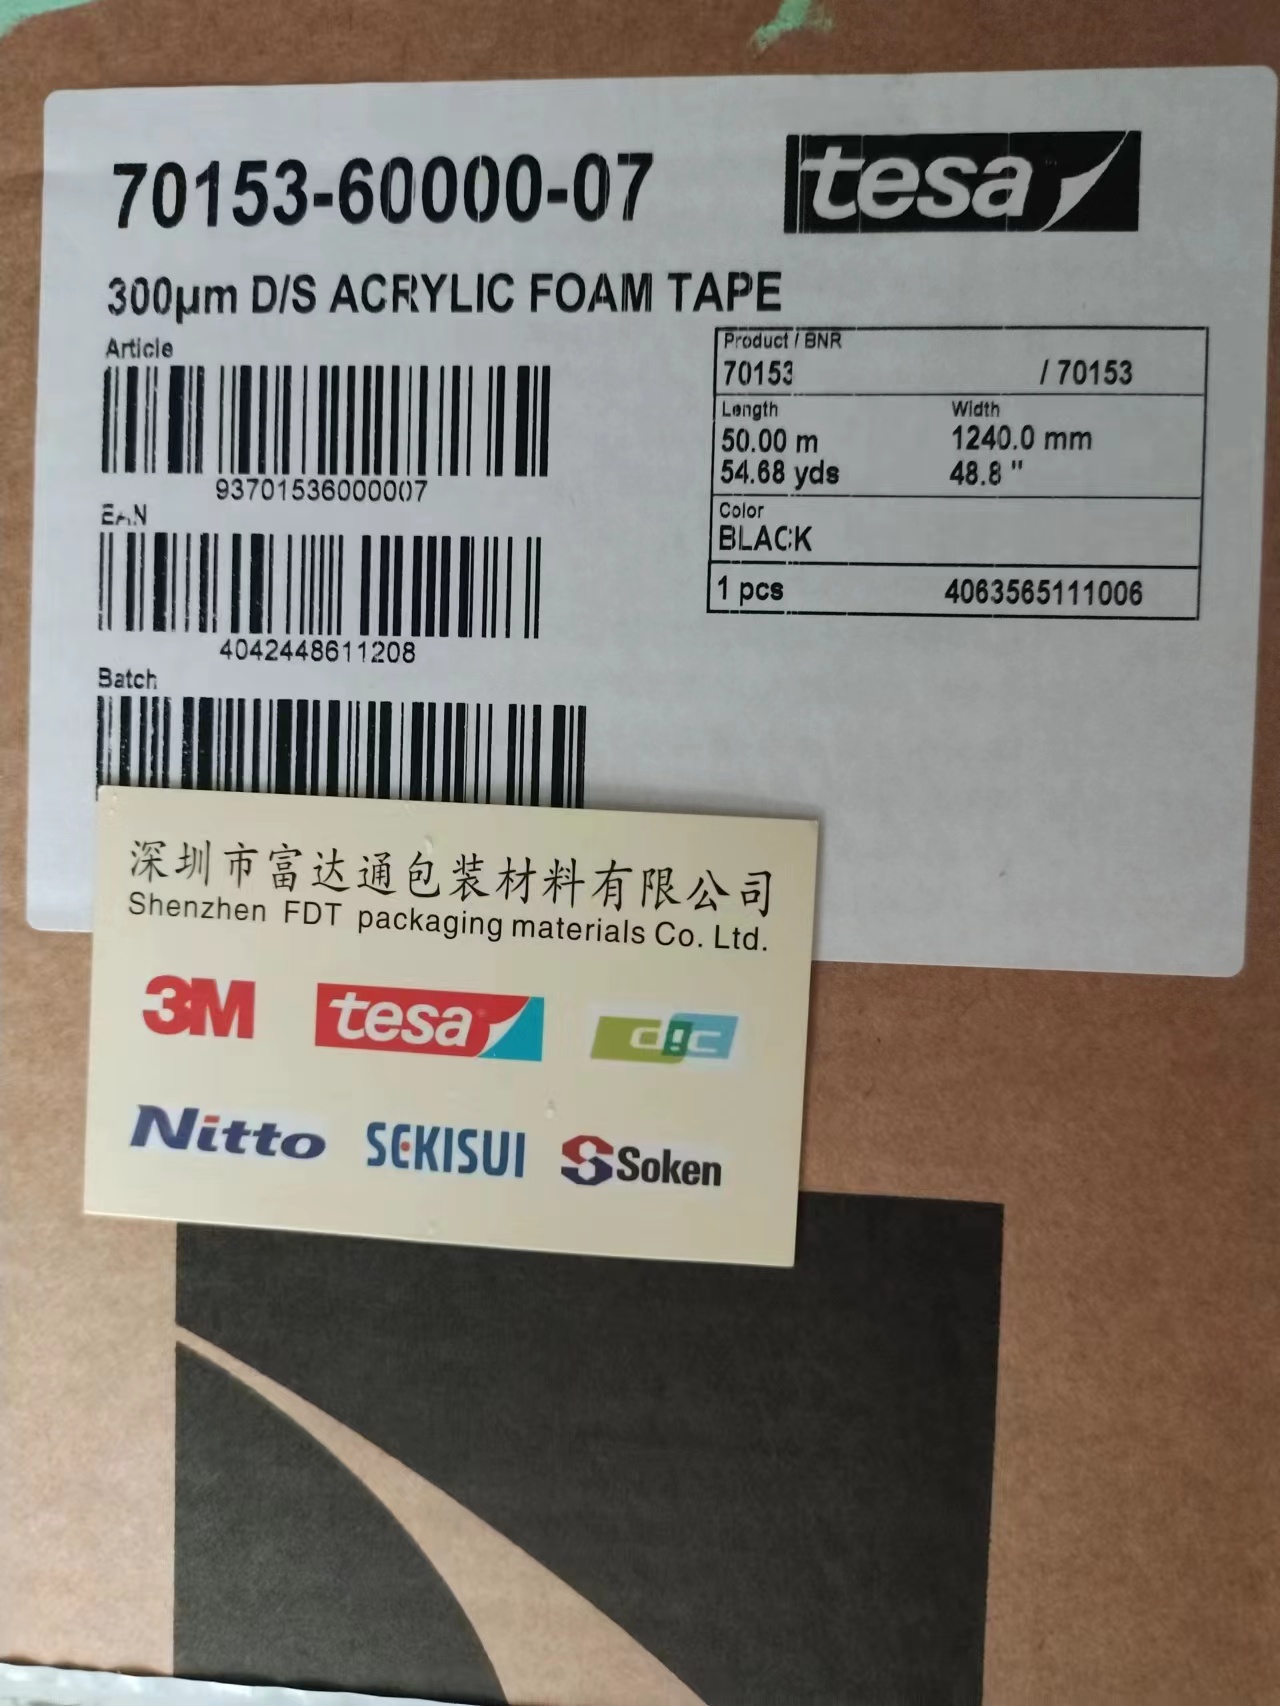 70153-60000-07
tesa
300µm D/S ACRYLIC FOAM TAPE
Article
93701536000007
EAN
4042448611208
Batch
Product / BNR
70153 / 70153
Length Width
50.00 m 1240.0 mm
54.68 yds 48.8 "
Color
BLACK
1 pcs 4063565111006
深圳市富达通包装材料有限公司
Shenzhen FDT packaging materials Co. Ltd.
3M tesa dic
Nitto SEKISUI Soken